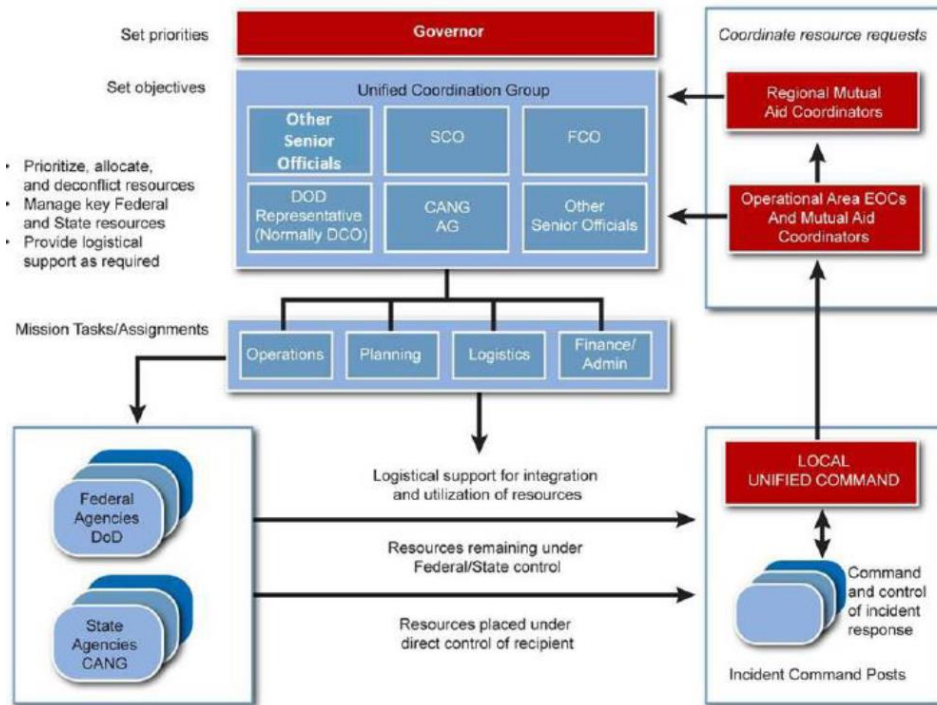 Set priorities
Governor
Set objectives
Unified Coordination Group
Other
Senior
Officials
SCO
FCO
DOD
Representative
(Normally DCO)
CANG
AG
Other
Senior Officials
• Prioritize, allocate,
and deconflict resources
• Manage key Federal
and State resources
• Provide logistical
support as required
Coordinate resource requests
Regional Mutual
Aid Coordinators
Operational Area EOCs
And Mutual Aid
Coordinators
Mission Tasks/Assignments
Operations
Planning
Logistics
Finance/
Admin
Federal
Agencies
DoD
State
Agencies
CANG
Logistical support for integration
and utilization of resources
Resources remaining under
Federal/State control
Resources placed under
direct control of recipient
LOCAL
UNIFIED COMMAND
Command
and control
of incident
response
Incident Command Posts